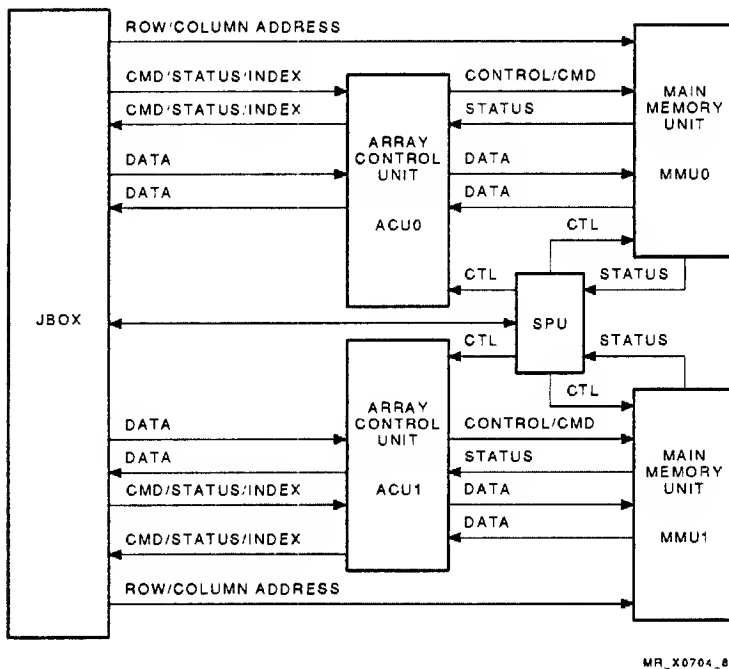 ROW/COLUMN ADDRESS
CMD/STATUS/INDEX
CONTROL/CMD
MAIN
MEMORY
UNIT
CMD/STATUS/INDEX
ARRAY
CONTROL
UNIT
STATUS
DATA
DATA
MMU0
DATA
ACU0
DATA
CTL
CTL
STATUS
JBOX
SPU
CTL
STATUS
ARRAY
CONTROL
UNIT
CTL
DATA
CONTROL/CMD
MAIN
MEMORY
UNIT
DATA
STATUS
CMD/STATUS/INDEX
ACU1
DATA
CMD/STATUS/INDEX
DATA
MMU1
ROW/COLUMN ADDRESS
MR_X0704_8